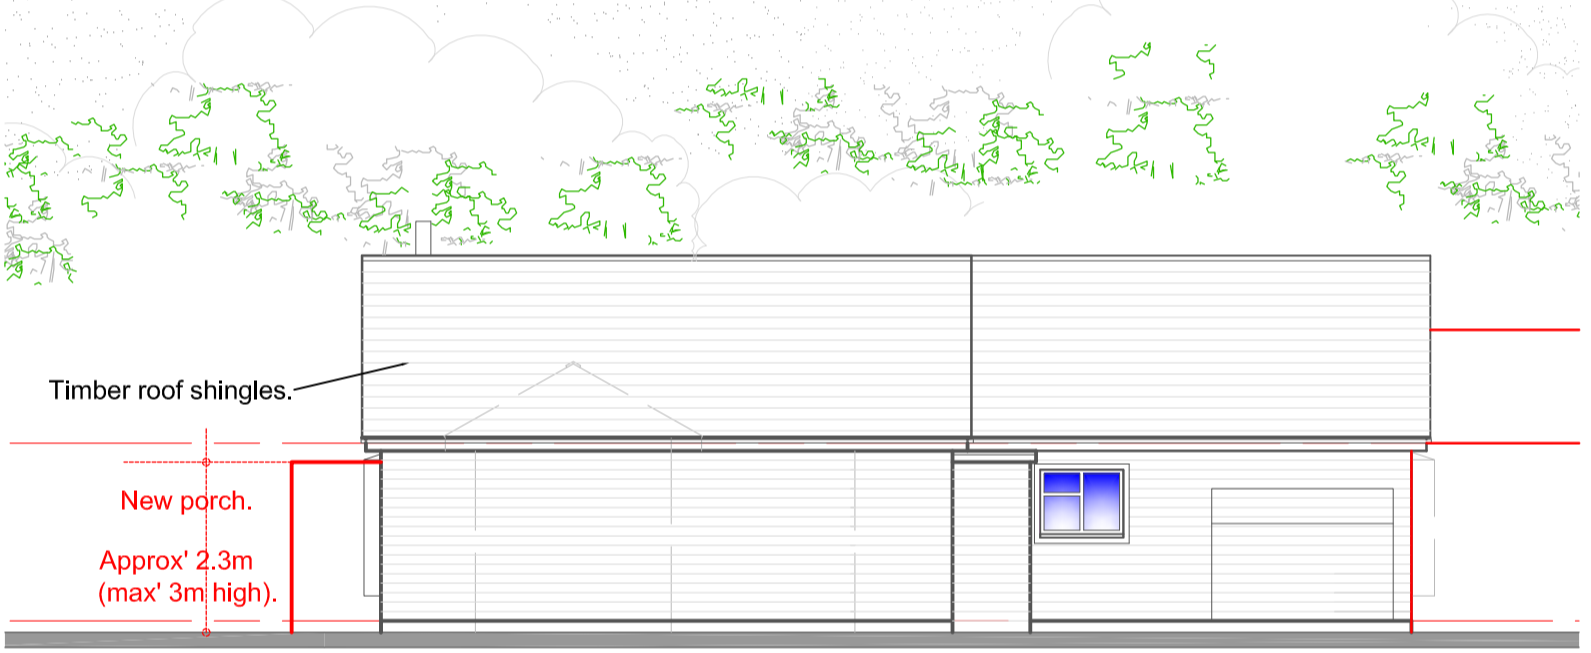 Timber roof shingles.
New porch.
Approx' 2.3m
(max' 3m high).